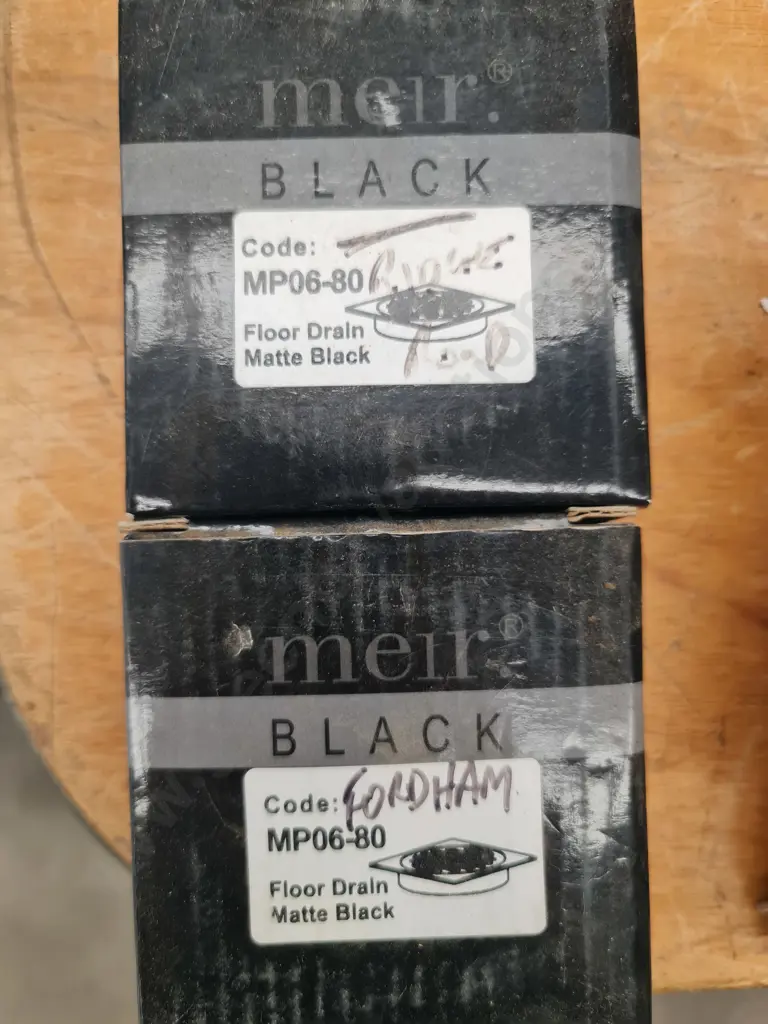 meir.®
BLACK
Code:
MP06-80
Floor Drain
Matte Black
meir.®
BLACK
Code: FORDHAM
MP06-80
Floor Drain
Matte Black